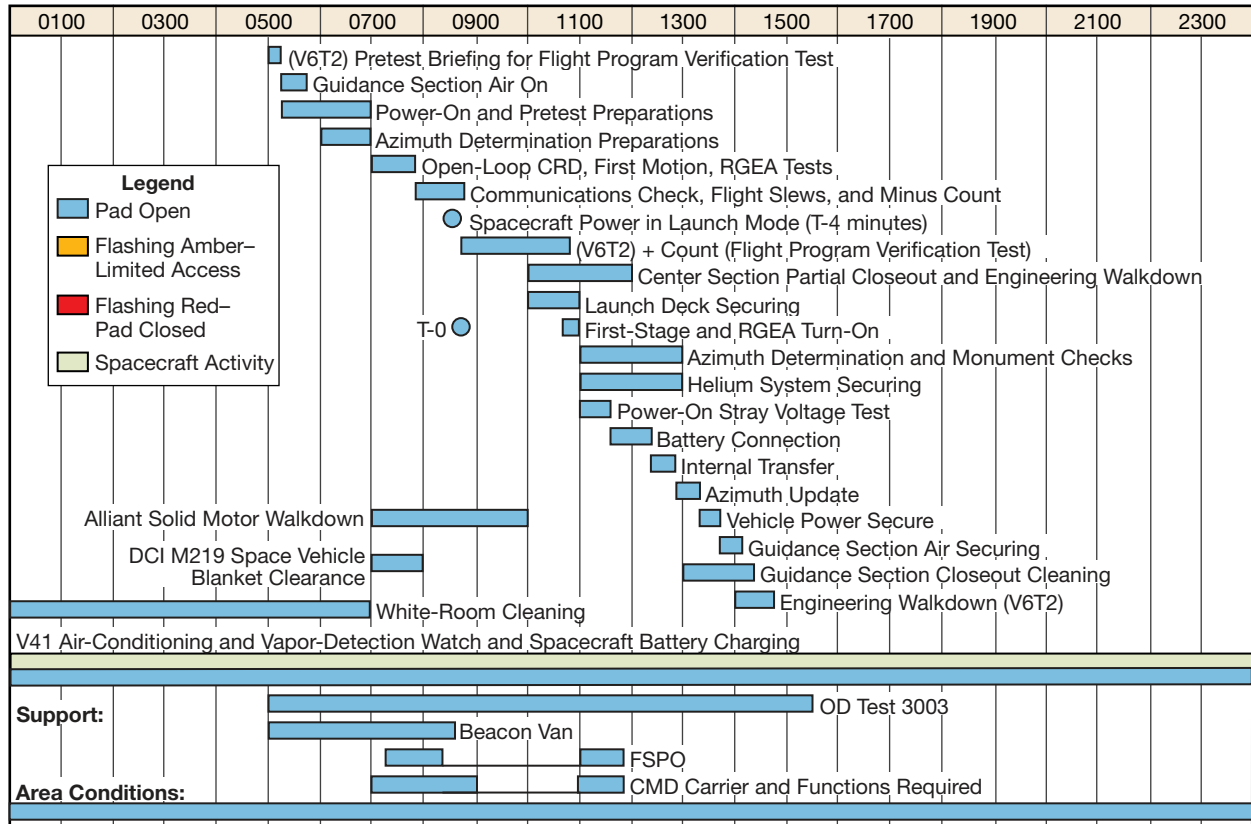 0100 0300 0500 0700 0900 1100 1300 1500 1700 1900 2100 2300
(V6T2) Pretest Briefing for Flight Program Verification Test
Guidance Section Air On
Power-On and Pretest Preparations
Azimuth Determination Preparations
Open-Loop CRD, First Motion, RGEA Tests
Legend
Pad Open
Flashing Amber–
Limited Access
Flashing Red–
Pad Closed
Spacecraft Activity
Communications Check, Flight Slews, and Minus Count
Spacecraft Power in Launch Mode (T-4 minutes)
(V6T2) + Count (Flight Program Verification Test)
Center Section Partial Closeout and Engineering Walkdown
Launch Deck Securing
T-0
First-Stage and RGEA Turn-On
Azimuth Determination and Monument Checks
Helium System Securing
Power-On Stray Voltage Test
Battery Connection
Internal Transfer
Azimuth Update
Alliant Solid Motor Walkdown
Vehicle Power Secure
Guidance Section Air Securing
DCI M219 Space Vehicle
Blanket Clearance
Guidance Section Closeout Cleaning
Engineering Walkdown (V6T2)
White-Room Cleaning
V41 Air-Conditioning and Vapor-Detection Watch and Spacecraft Battery Charging
Support:
OD Test 3003
Beacon Van
FSPO
CMD Carrier and Functions Required
Area Conditions: